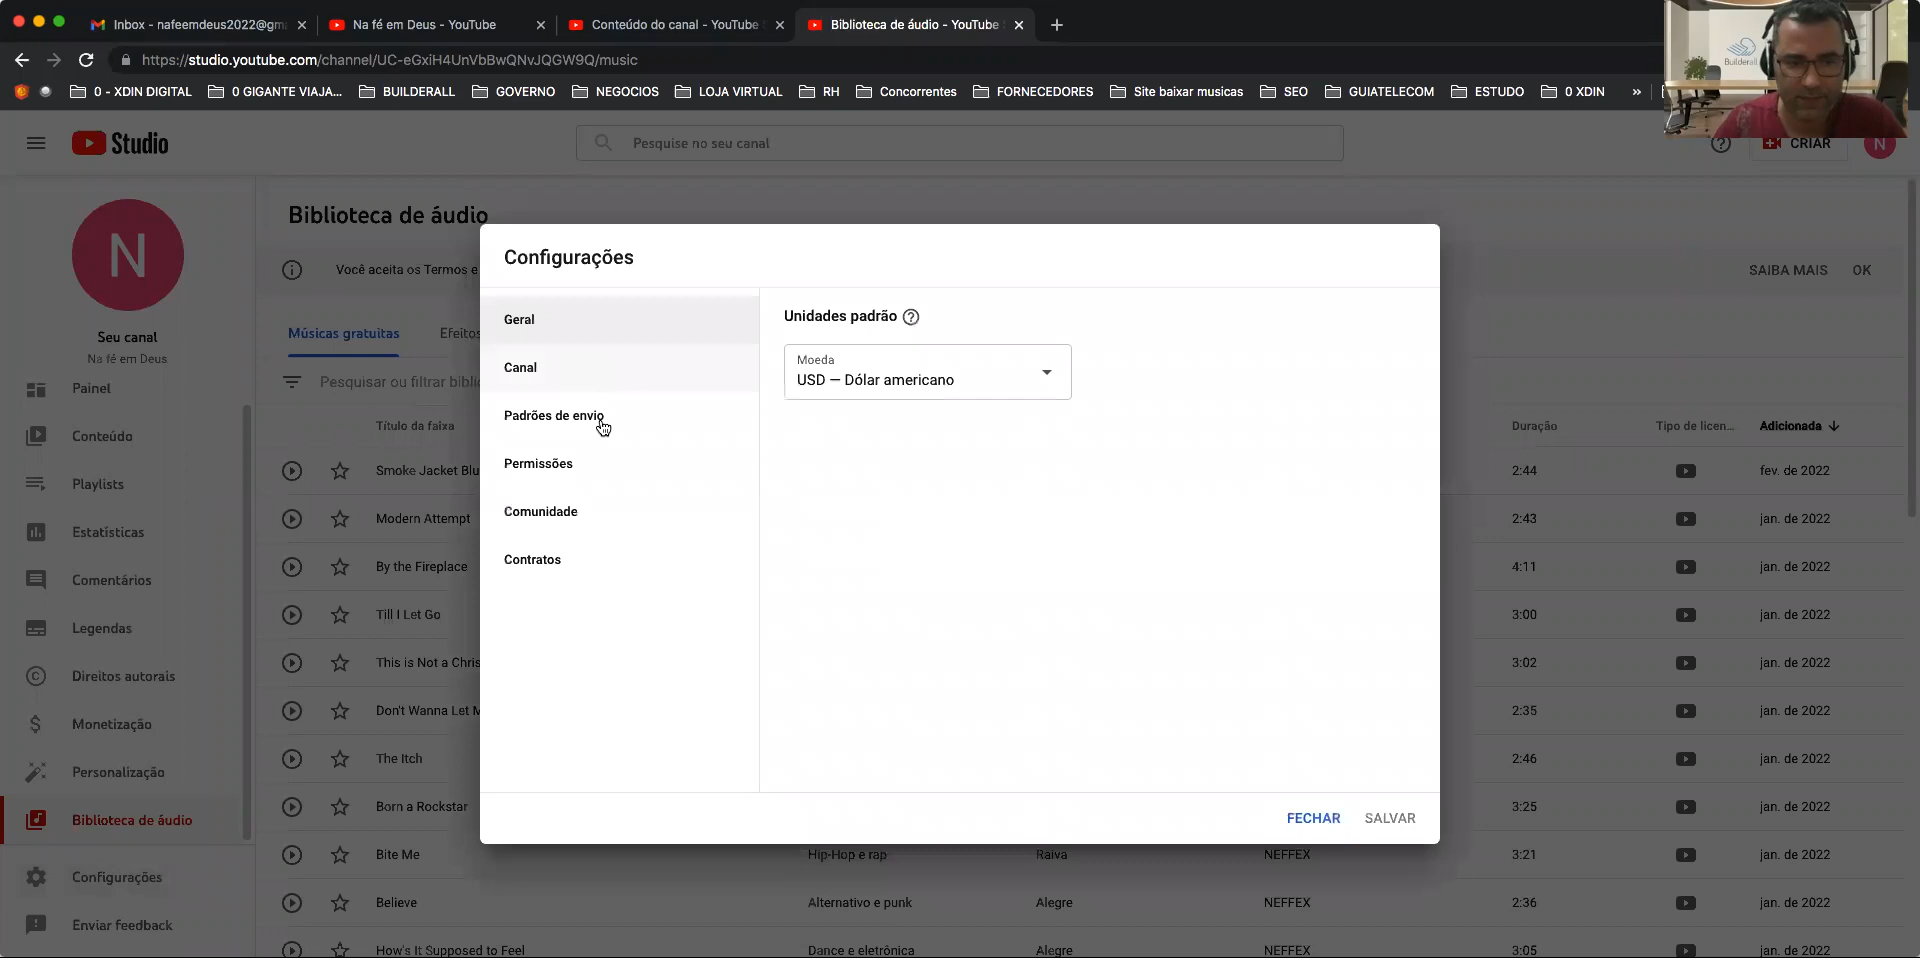 Inbox - nafeemdeus2022@gm
Na fé em Deus - YouTube
Conteúdo do canal - YouTube
Biblioteca de áudio - YouTube
https://studio.youtube.com/channel/UC-eGxiH4UnVbBwQNvJQGW9Q/music
0 - XDIN DIGITAL
0 GIGANTE VIAJA...
BUILDERALL
GOVERNO
NEGOCIOS
LOJA VIRTUAL
RH
Concorrentes
FORNECEDORES
Site baixar musicas
SEO
GUIATELECOM
ESTUDO
0 XDIN
»
Builderall
Studio
Pesquise no seu canal
CRIAR
N
N
Seu canal
Na fé em Deus
Painel
Conteúdo
Playlists
Estatísticas
Comentários
Legendas
Direitos autorais
Monetização
Personalização
Biblioteca de áudio
Configurações
Enviar feedback
Biblioteca de áudio
Você aceita os Termos e
SAIBA MAIS
OK
Músicas gratuitas
Efeitos
Pesquisar ou filtrar bibli
Título da faixa
Duração
Tipo de licen...
Adicionada
Smoke Jacket Blu
2:44
fev. de 2022
Modern Attempt
2:43
jan. de 2022
By the Fireplace
4:11
jan. de 2022
Till I Let Go
3:00
jan. de 2022
This is Not a Chris
3:02
jan. de 2022
Don't Wanna Let M
2:35
jan. de 2022
The Itch
2:46
jan. de 2022
Born a Rockstar
3:25
jan. de 2022
Bite Me
Hip-Hop e rap
Raiva
NEFFEX
3:21
jan. de 2022
Believe
Alternativo e punk
Alegre
NEFFEX
2:36
jan. de 2022
How's It Supposed to Feel
Dance e eletrônica
Alegre
NEFFEX
3:05
jan. de 2022
Configurações
Geral
Canal
Padrões de envio
Permissões
Comunidade
Contratos
Unidades padrão
Moeda
USD — Dólar americano
FECHAR
SALVAR